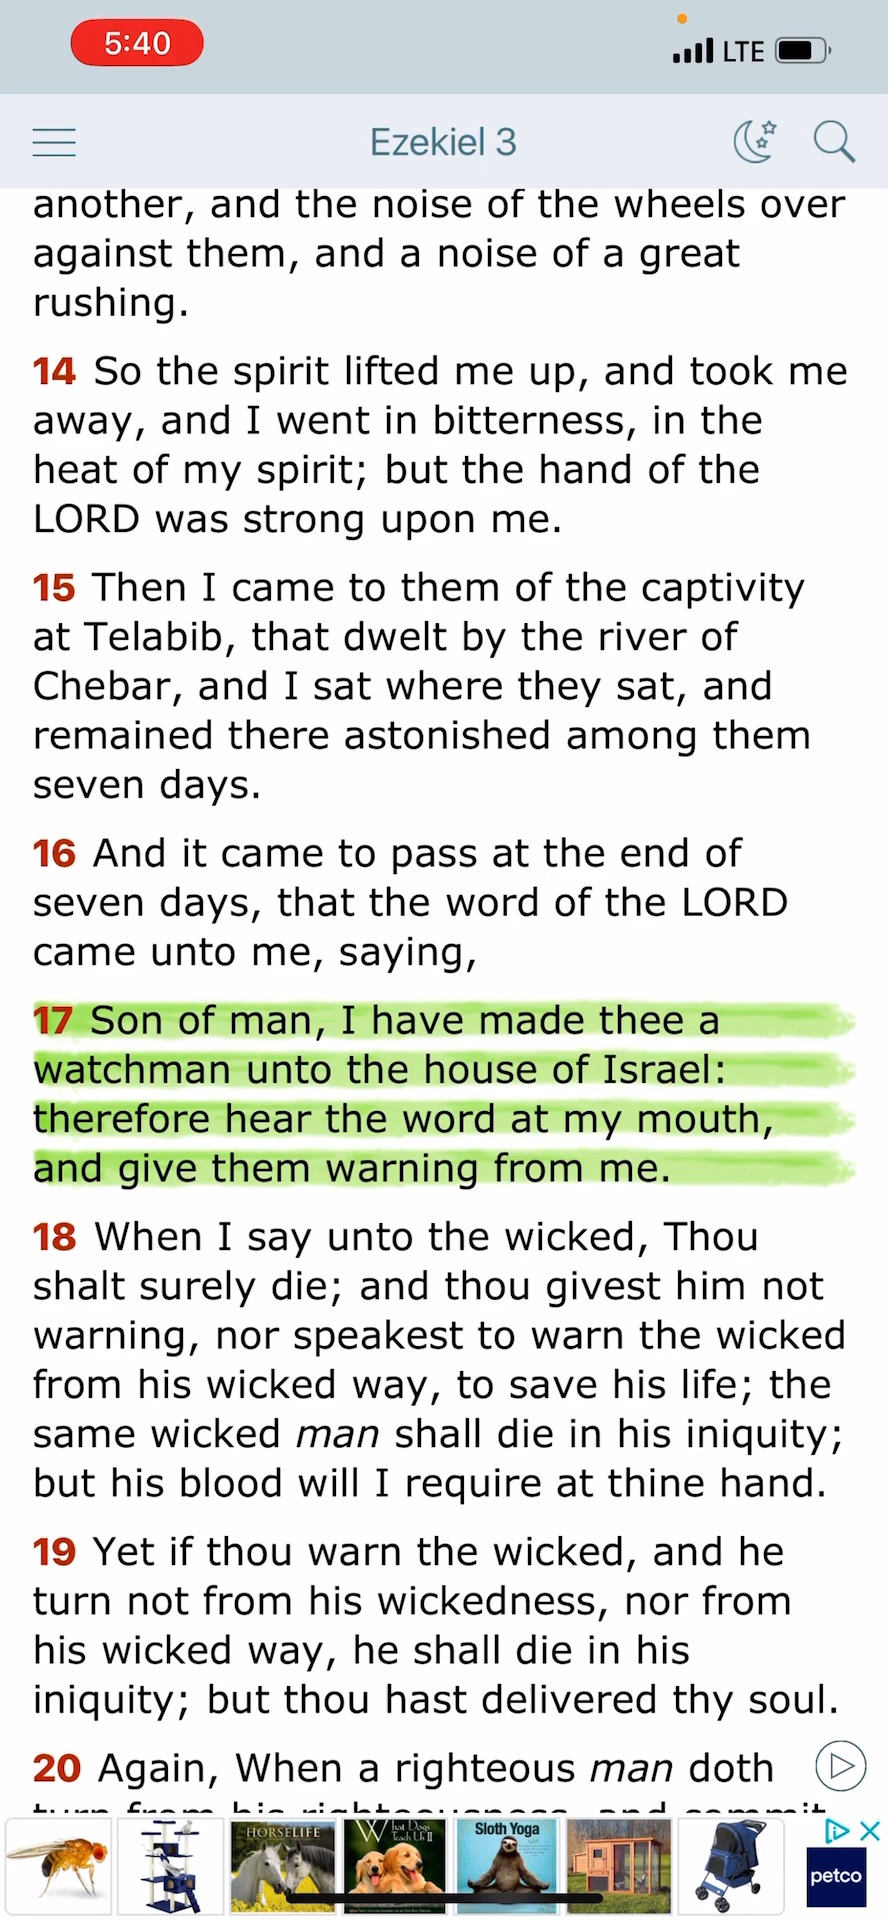 5:40
LTE
Ezekiel 3
another, and the noise of the wheels over
against them, and a noise of a great
rushing.
14 So the spirit lifted me up, and took me
away, and I went in bitterness, in the
heat of my spirit; but the hand of the
LORD was strong upon me.
15 Then I came to them of the captivity
at Telabib, that dwelt by the river of
Chebar, and I sat where they sat, and
remained there astonished among them
seven days.
16 And it came to pass at the end of
seven days, that the word of the LORD
came unto me, saying,
17 Son of man, I have made thee a
watchman unto the house of Israel:
therefore hear the word at my mouth,
and give them warning from me.
18 When I say unto the wicked, Thou
shalt surely die; and thou givest him not
warning, nor speakest to warn the wicked
from his wicked way, to save his life; the
same wicked man shall die in his iniquity;
but his blood will I require at thine hand.
19 Yet if thou warn the wicked, and he
turn not from his wickedness, nor from
his wicked way, he shall die in his
iniquity; but thou hast delivered thy soul.
20 Again, When a righteous man doth
turn from his righteousness, and commit
HORSELIFE
What Dogs
Teach Us II
Sloth Yoga
petco